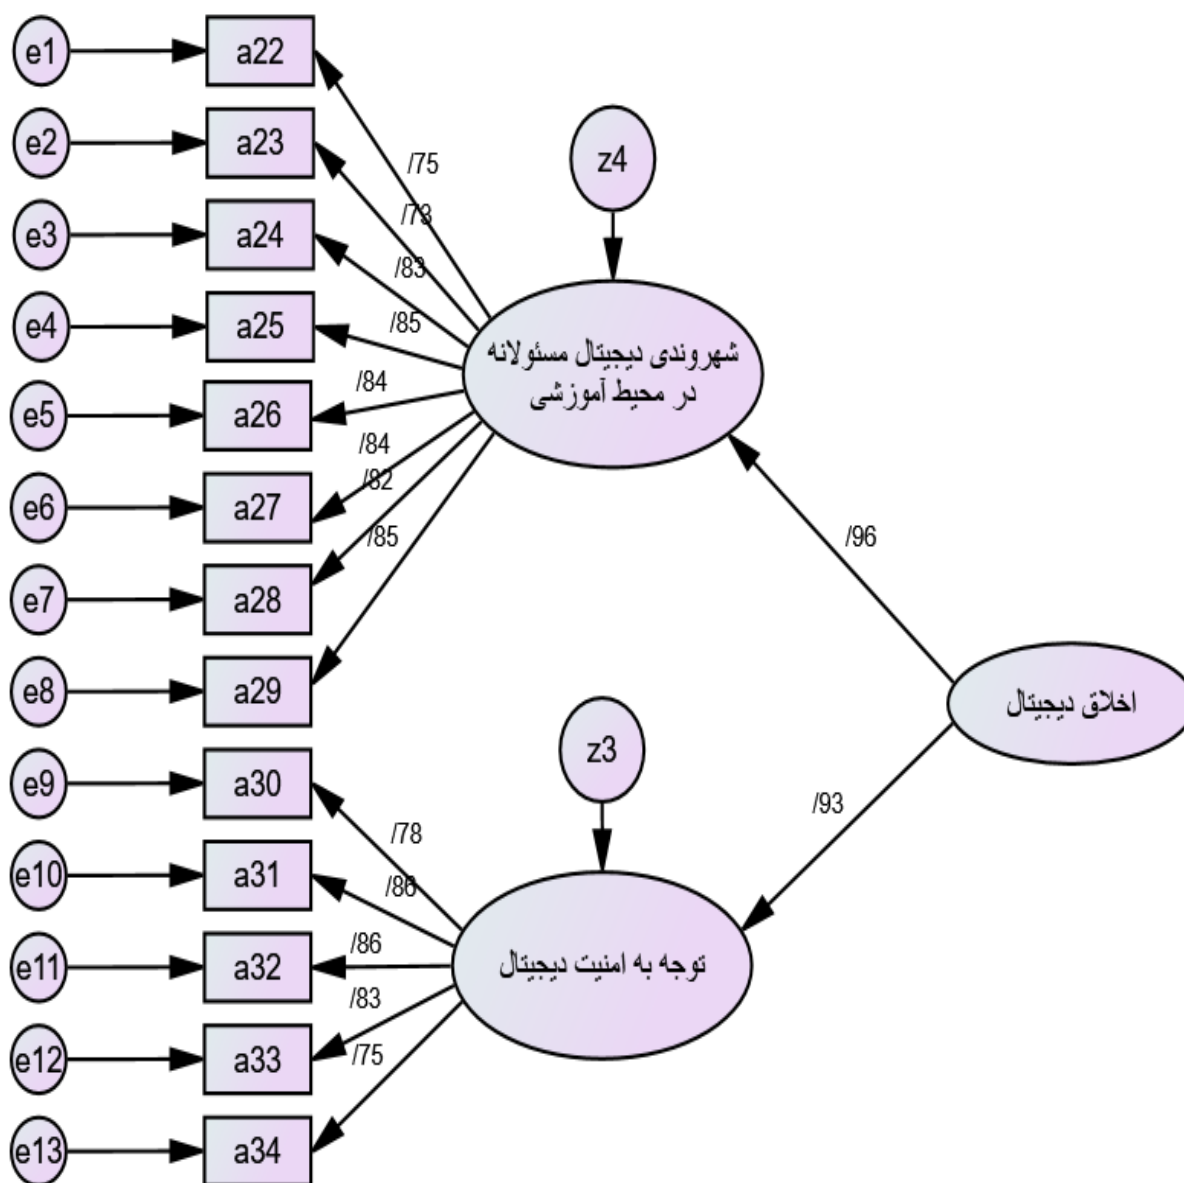 e1
a22
e2
a23
e3
a24
e4
a25
e5
a26
e6
a27
e7
a28
e8
a29
e9
a30
e10
a31
e11
a32
e12
a33
e13
a34
/75
/73
/83
/85
/84
/84
/82
/85
z4
شهروندی دیجیتال مسئولانه
در محیط آموزشی
/96
اخلاق دیجیتال
/93
z3
توجه به امنیت دیجیتال
/78
/86
/86
/83
/75